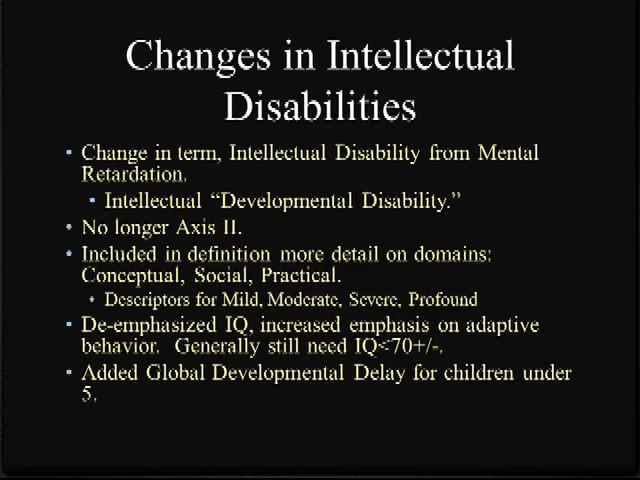 Changes in Intellectual
Disabilities
• Change in term, Intellectual Disability from Mental
Retardation.
• Intellectual “Developmental Disability.”
• No longer Axis II.
• Included in definition more detail on domains:
Conceptual, Social, Practical.
• Descriptors for Mild, Moderate, Severe, Profound
• De-emphasized IQ, increased emphasis on adaptive
behavior. Generally still need IQ<70+/-.
• Added Global Developmental Delay for children under
5.